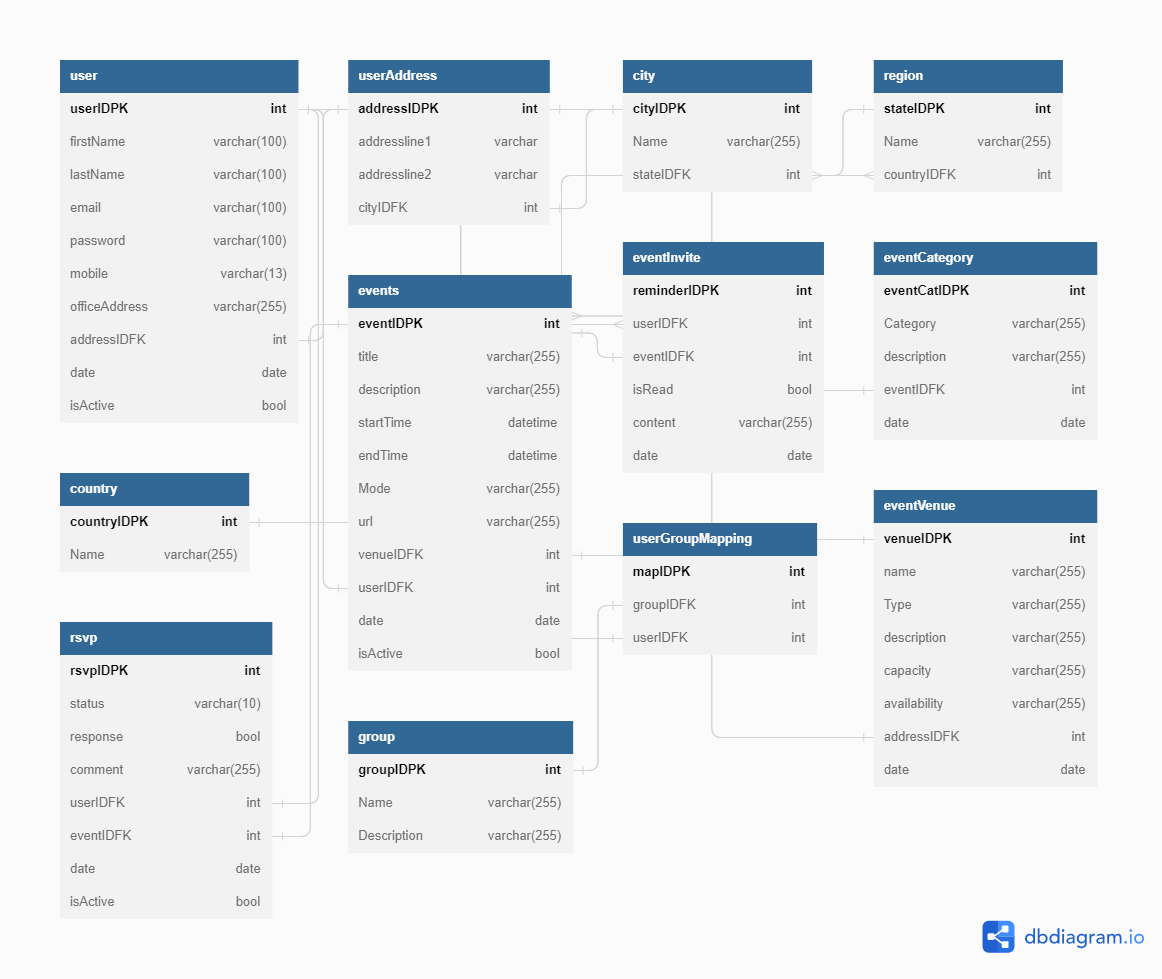 user
userIDPK int
firstName varchar(100)
lastName varchar(100)
email varchar(100)
password varchar(100)
mobile varchar(13)
officeAddress varchar(255)
addressIDFK int
date date
isActive bool
userAddress
addressIDPK int
addressline1 varchar
addressline2 varchar
cityIDFK int
city
cityIDPK int
Name varchar(255)
stateIDFK int
region
stateIDPK int
Name varchar(255)
countryIDFK int
events
eventIDPK int
title varchar(255)
description varchar(255)
startTime datetime
endTime datetime
Mode varchar(255)
url varchar(255)
venueIDFK int
userIDFK int
date date
isActive bool
eventInvite
reminderIDPK int
userIDFK int
eventIDFK int
isRead bool
content varchar(255)
date date
eventCategory
eventCatIDPK int
Category varchar(255)
description varchar(255)
eventIDFK int
date date
country
countryIDPK int
Name varchar(255)
userGroupMapping
mapIDPK int
groupIDFK int
userIDFK int
eventVenue
venueIDPK int
name varchar(255)
Type varchar(255)
description varchar(255)
capacity varchar(255)
availability varchar(255)
addressIDFK int
date date
rsvp
rsvpIDPK int
status varchar(10)
response bool
comment varchar(255)
userIDFK int
eventIDFK int
date date
isActive bool
group
groupIDPK int
Name varchar(255)
Description varchar(255)
dbdiagram.io